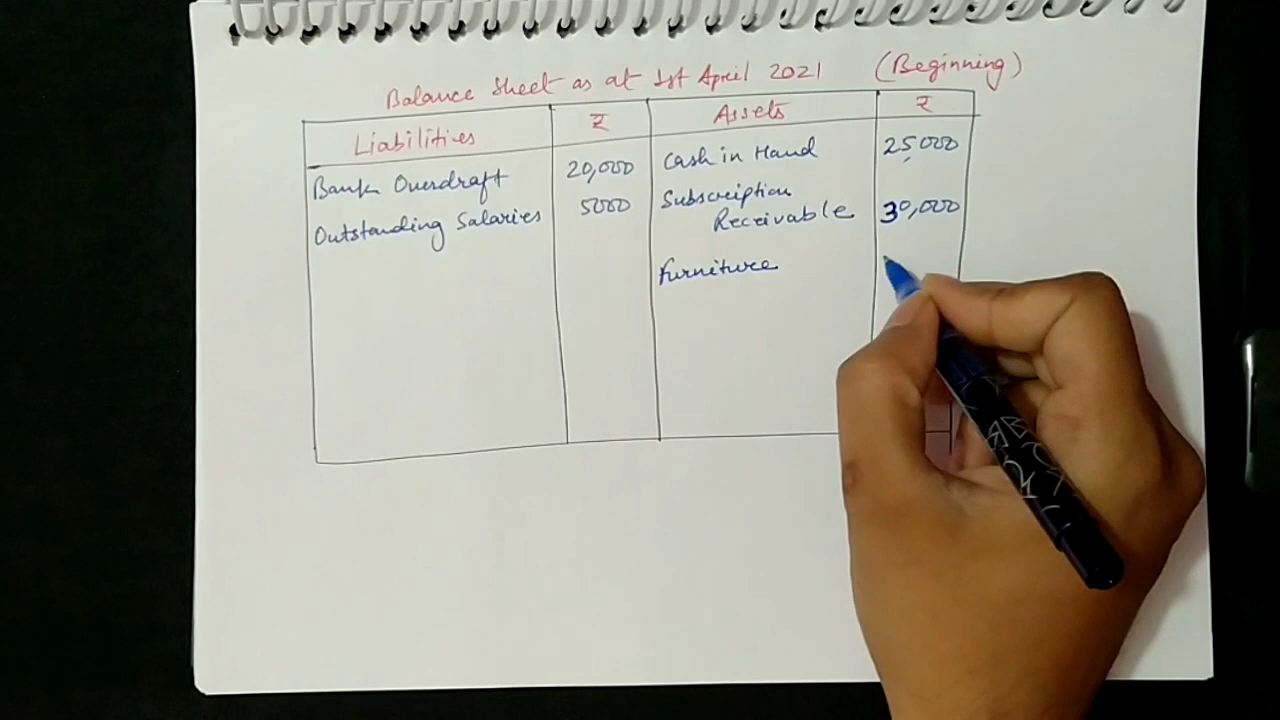 Balance Sheet as at 1st April 2021 (Beginning)
Liabilities ₹ Assets ₹
Bank Overdraft 20,000 Cash in Hand 25,000
Outstanding Salaries 5000 Subscription
Receivable 30,000
Furniture